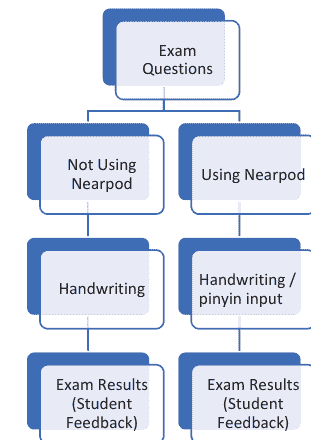 Exam
Questions
Not Using
Nearpod
Using Nearpod
Handwriting
Handwriting /
pinyin input
Exam Results
(Student
Feedback)
Exam Results
(Student
Feedback)